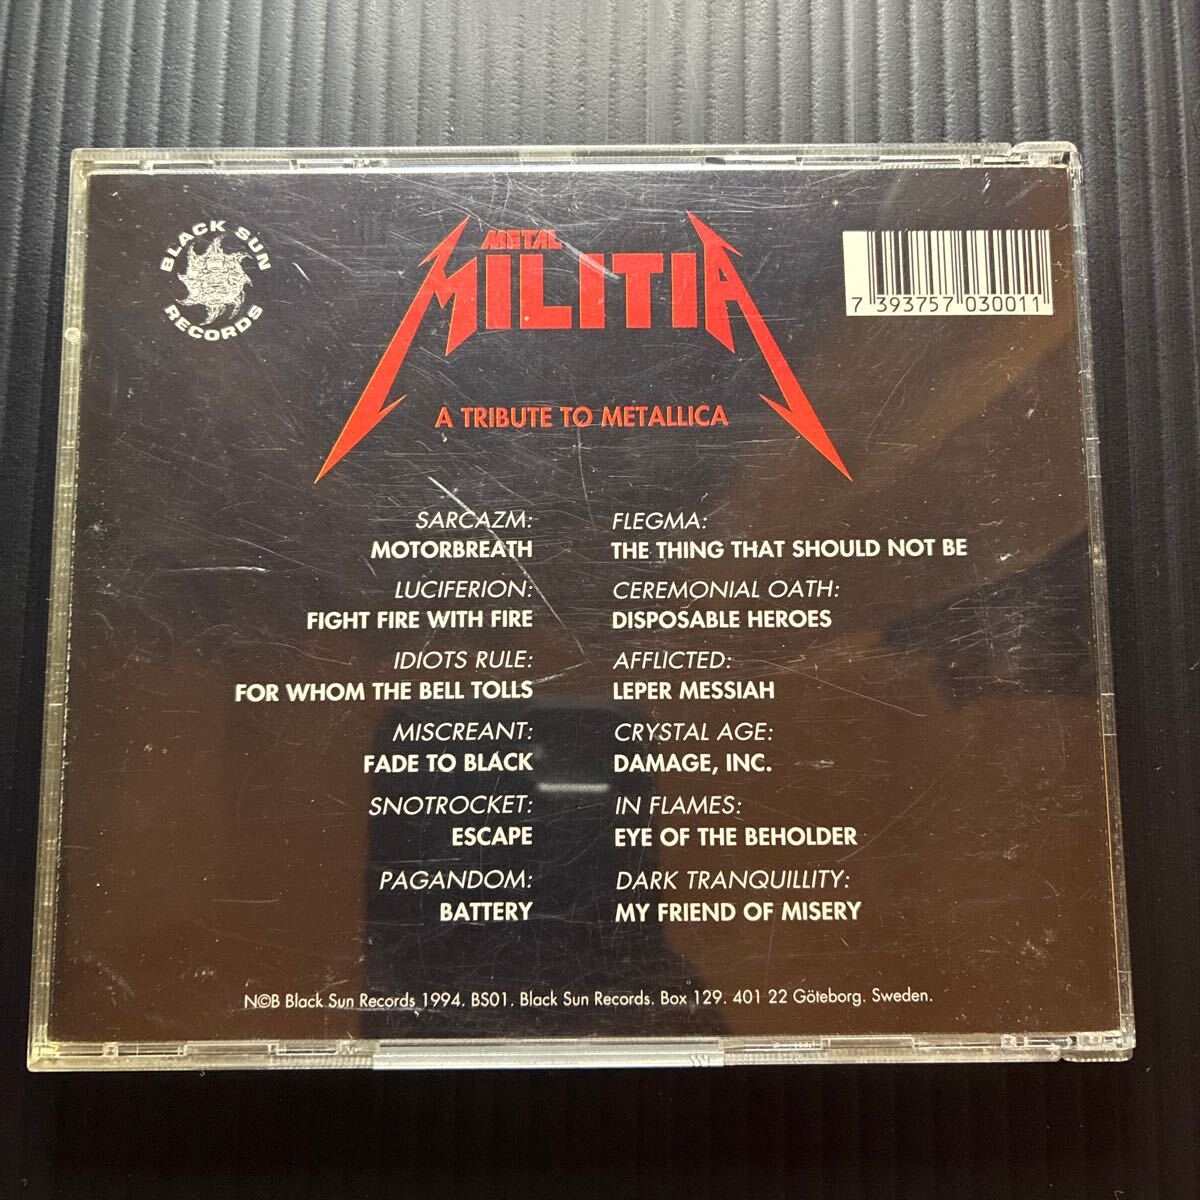 BLACK SUN
RECORDS
METAL
MILITIA
7 393757 030011
A TRIBUTE TO METALLICA
SARCAZM:
MOTORBREATH
LUCIFERION:
FIGHT FIRE WITH FIRE
IDIOTS RULE:
FOR WHOM THE BELL TOLLS
MISCREANT:
FADE TO BLACK
SNOTROCKET:
ESCAPE
PAGANDOM:
BATTERY
FLEGMA:
THE THING THAT SHOULD NOT BE
CEREMONIAL OATH:
DISPOSABLE HEROES
AFFLICTED:
LEPER MESSIAH
CRYSTAL AGE:
DAMAGE, INC.
IN FLAMES:
EYE OF THE BEHOLDER
DARK TRANQUILLITY:
MY FRIEND OF MISERY
N©B Black Sun Records 1994. BS01. Black Sun Records. Box 129. 401 22 Göteborg. Sweden.